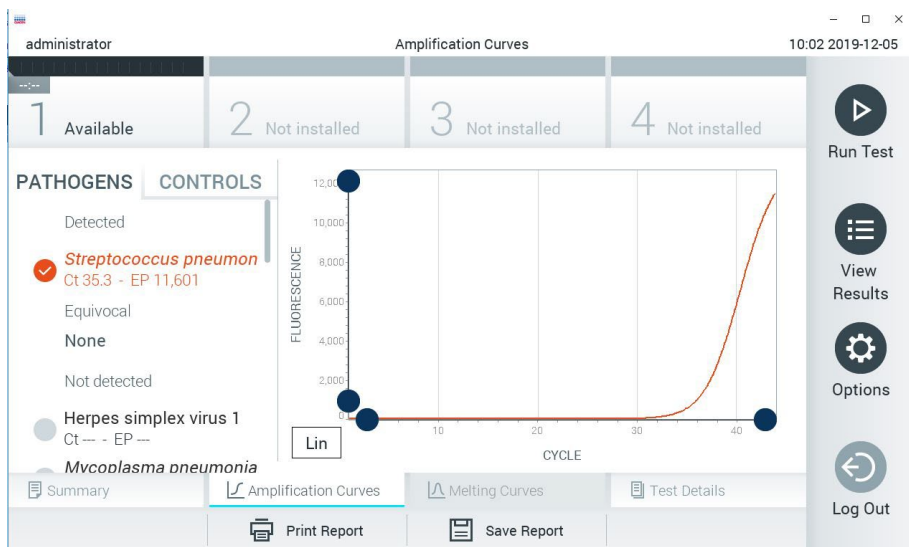 administrator
Amplification Curves
10:02 2019-12-05
--:--
1 Available
2 Not installed
3 Not installed
4 Not installed
Run Test
View
Results
Options
Log Out
PATHOGENS CONTROLS
Detected
Streptococcus pneumon
Ct 35.3 - EP 11,601
Equivocal
None
Not detected
Herpes simplex virus 1
Ct --- - EP ---
Mycoplasma pneumonia
FLUORESCENCE
12,00
10,000
8,000
6,000
4,000
2,000
0
10 20 30 40
CYCLE
Lin
Summary
Amplification Curves
Melting Curves
Test Details
Print Report
Save Report